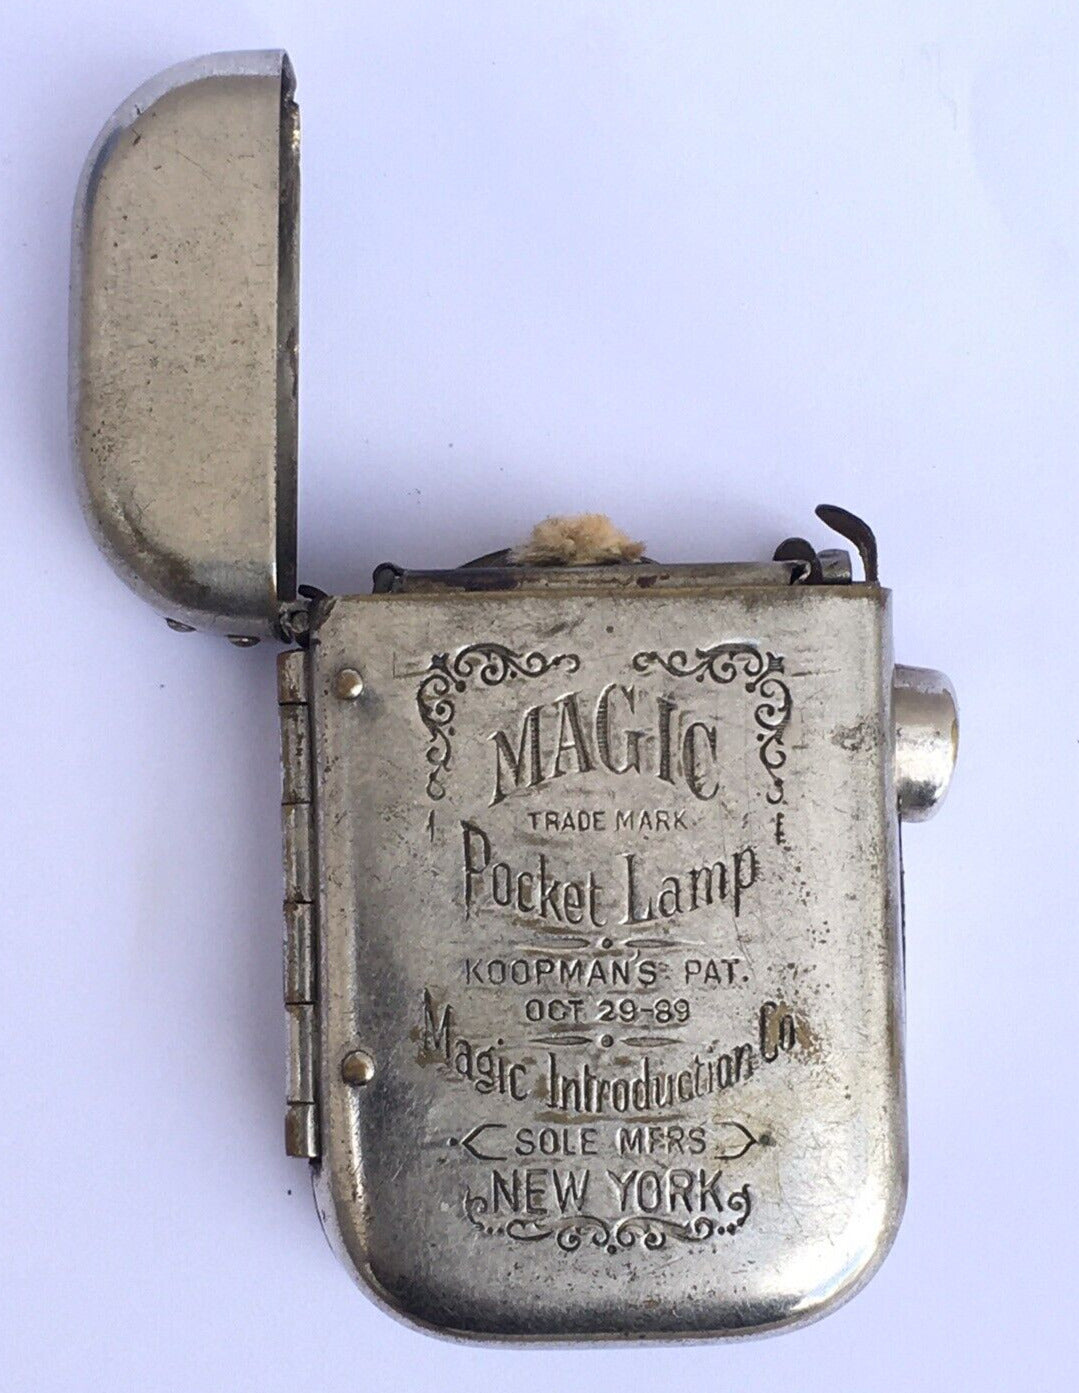 MAGIC
TRADE MARK
Pocket Lamp
KOOPMAN'S PAT.
OCT. 29-89
Magic Introduction Co
SOLE MFRS
NEW YORK